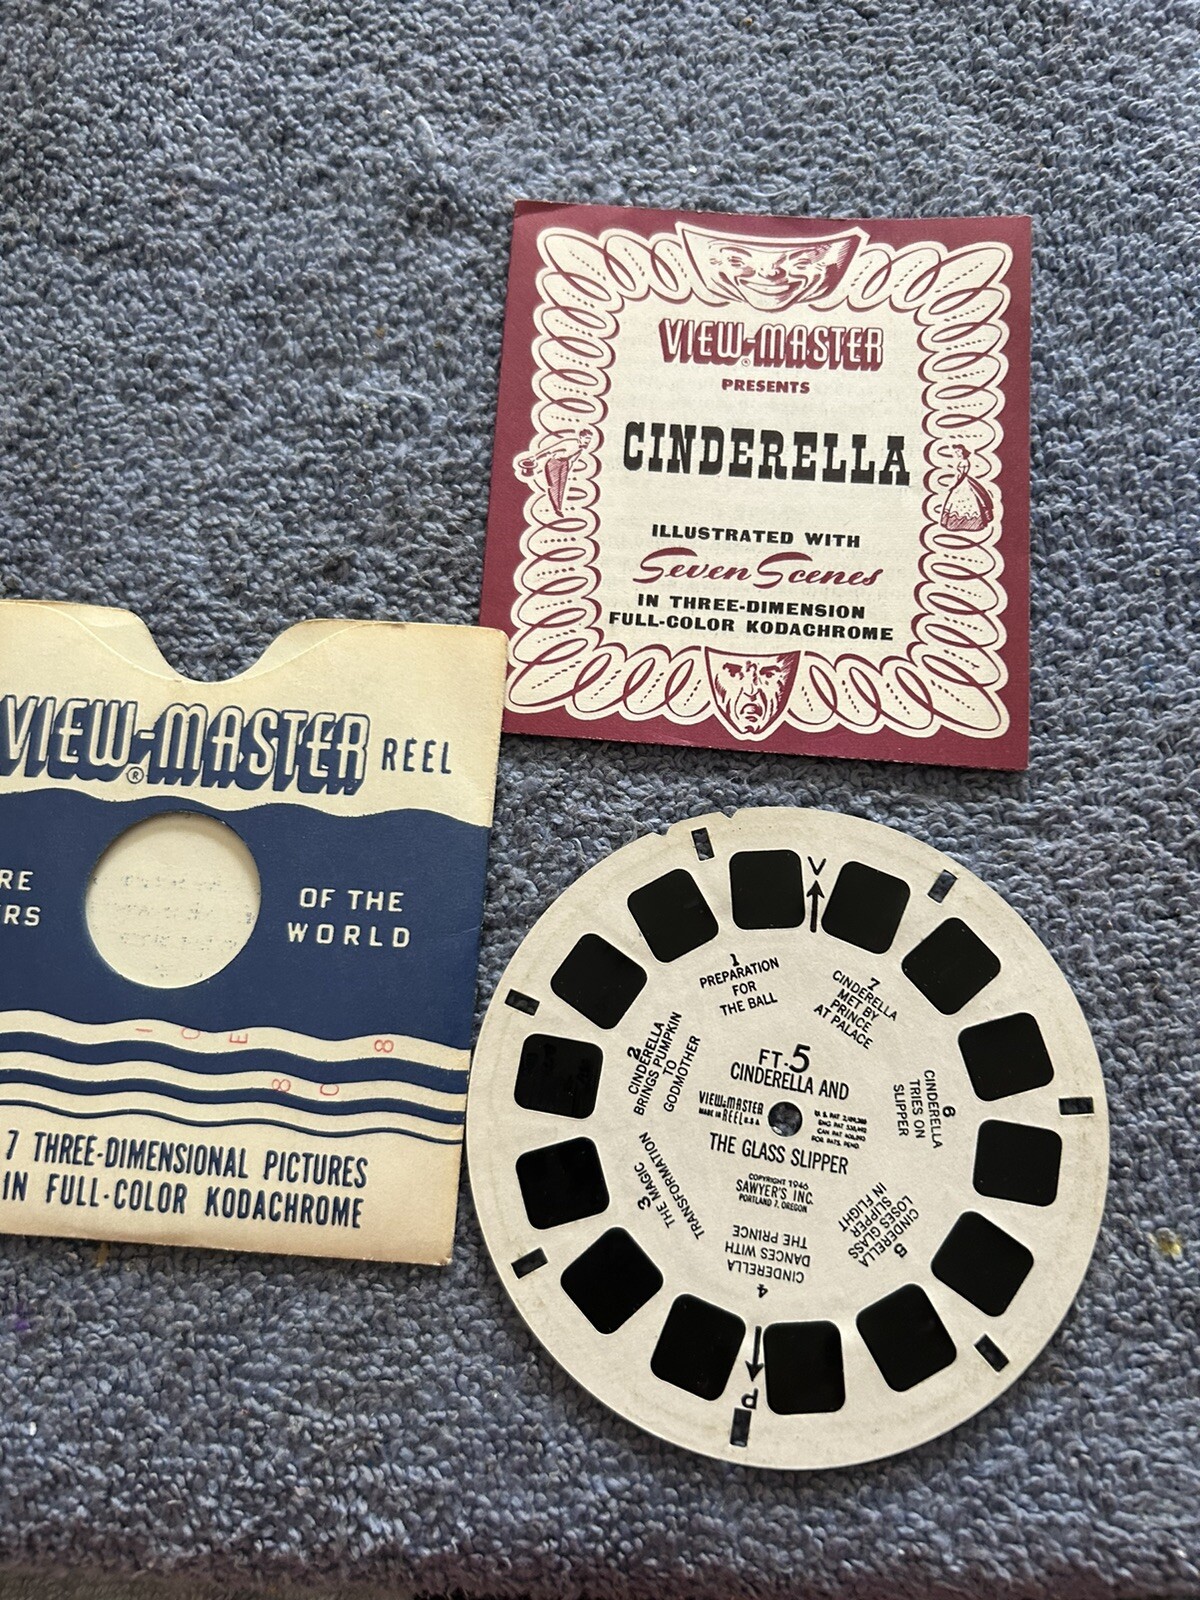 VIEW-MASTER
PRESENTS
CINDERELLA
ILLUSTRATED WITH
Seven Scenes
IN THREE-DIMENSION
FULL-COLOR KODACHROME
VIEW-MASTER® REEL
OF THE
WORLD
7 THREE-DIMENSIONAL PICTURES
IN FULL-COLOR KODACHROME
V
1
PREPARATION
FOR
THE BALL
7
CINDERELLA
MET BY
PRINCE
AT PALACE
2
CINDERELLA
BRINGS PUMPKIN
TO
GODMOTHER
FT.5
CINDERELLA AND
VIEW-MASTER
MADE IN REEL U.S.A
THE GLASS SLIPPER
COPYRIGHT 1946
SAWYER'S INC.
PORTLAND 7, OREGON
6
CINDERELLA
TRIES ON
SLIPPER
3
THE MAGIC
TRANSFORMATION
4
CINDERELLA
DANCES WITH
THE PRINCE
5
CINDERELLA
LOSES GLASS
SLIPPER
IN FLIGHT
P